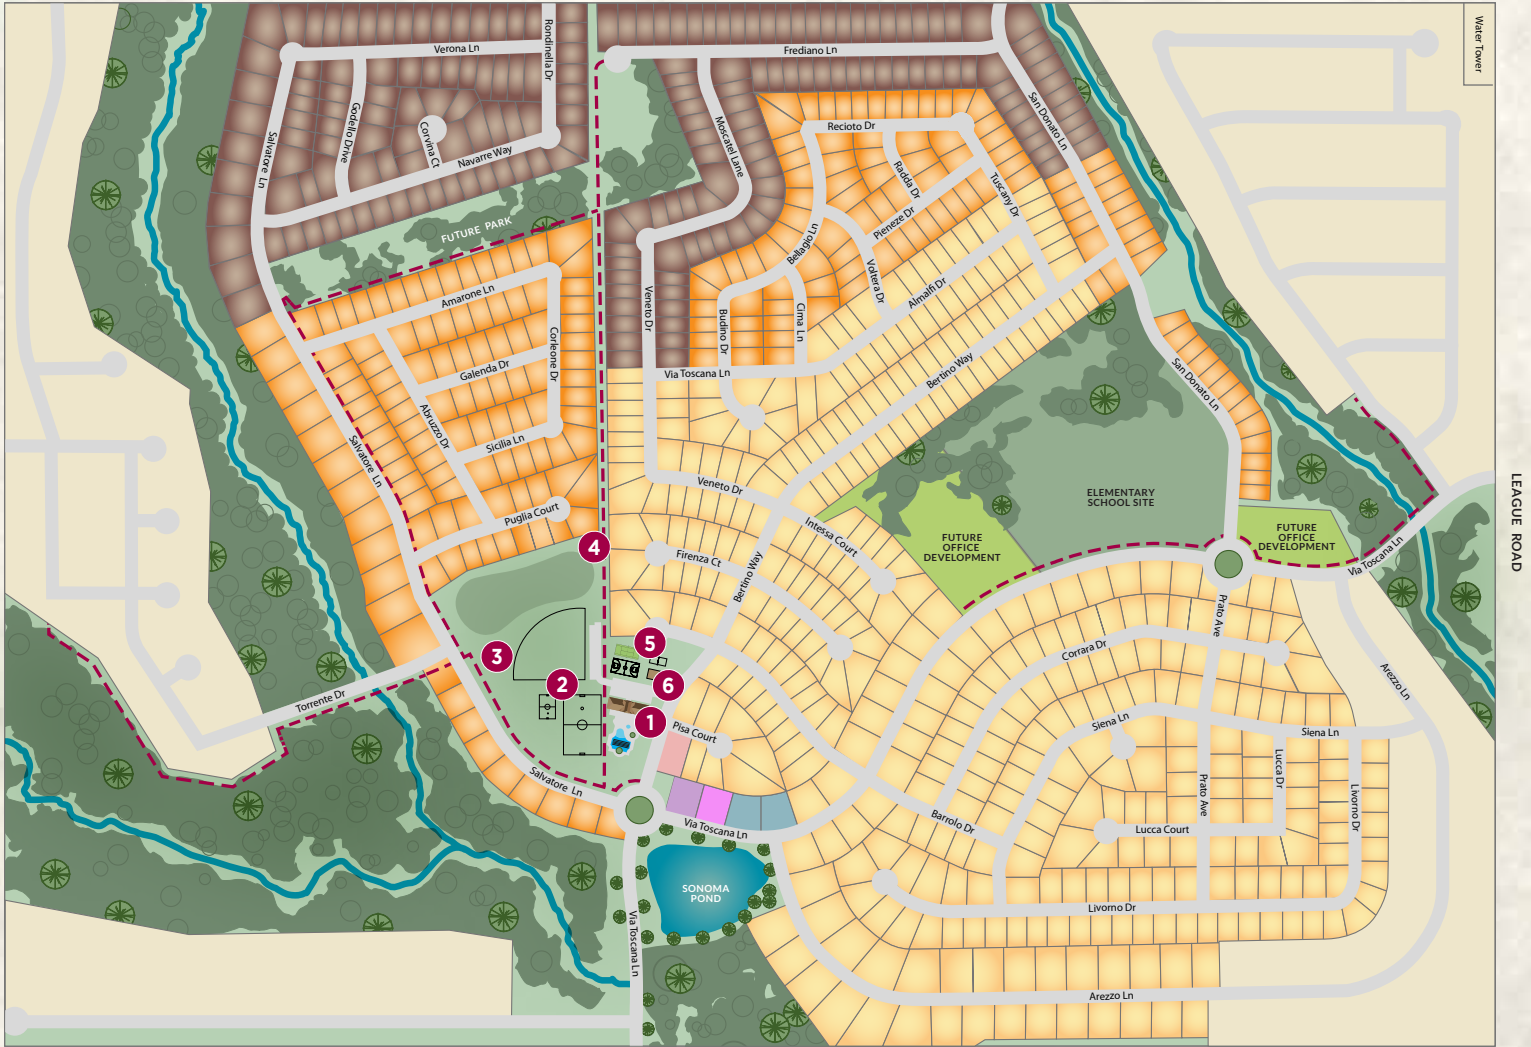 Water Tower
Verona Ln
Rondinella Dr
Frediano Ln
Godello Drive
Corvina Ct
Navarre Way
Salvatore Ln
Moscatel Lane
Recioto Dr
San Donato Ln
Radda Dr
Tuscany Dr
Pieneze Dr
FUTURE PARK
Bellagio Ln
Voltera Dr
Almalfi Dr
Amarone Ln
Veneto Dr
Budino Dr
Cima Ln
Corleone Dr
Galenda Dr
Via Toscana Ln
Bertino Way
San Donato Ln
Abruzzo Dr
Sicilia Ln
Salvatore Ln
Veneto Dr
Puglia Court
Intessa Court
ELEMENTARY
SCHOOL SITE
FUTURE
OFFICE
DEVELOPMENT
FUTURE
OFFICE
DEVELOPMENT
LEAGUE ROAD
Via Toscana Ln
4
Firenza Ct
Bertino Way
Prato Ave
5
3
Corrara Dr
2
6
Arezzo Ln
Torrente Dr
1
Pisa Court
Siena Ln
Siena Ln
Salvatore Ln
Prato Ave
Lucca Dr
Livorno Dr
Via Toscana Ln
Barrolo Dr
Lucca Court
SONOMA
POND
Livorno Dr
Via Toscana Ln
Arezzo Ln